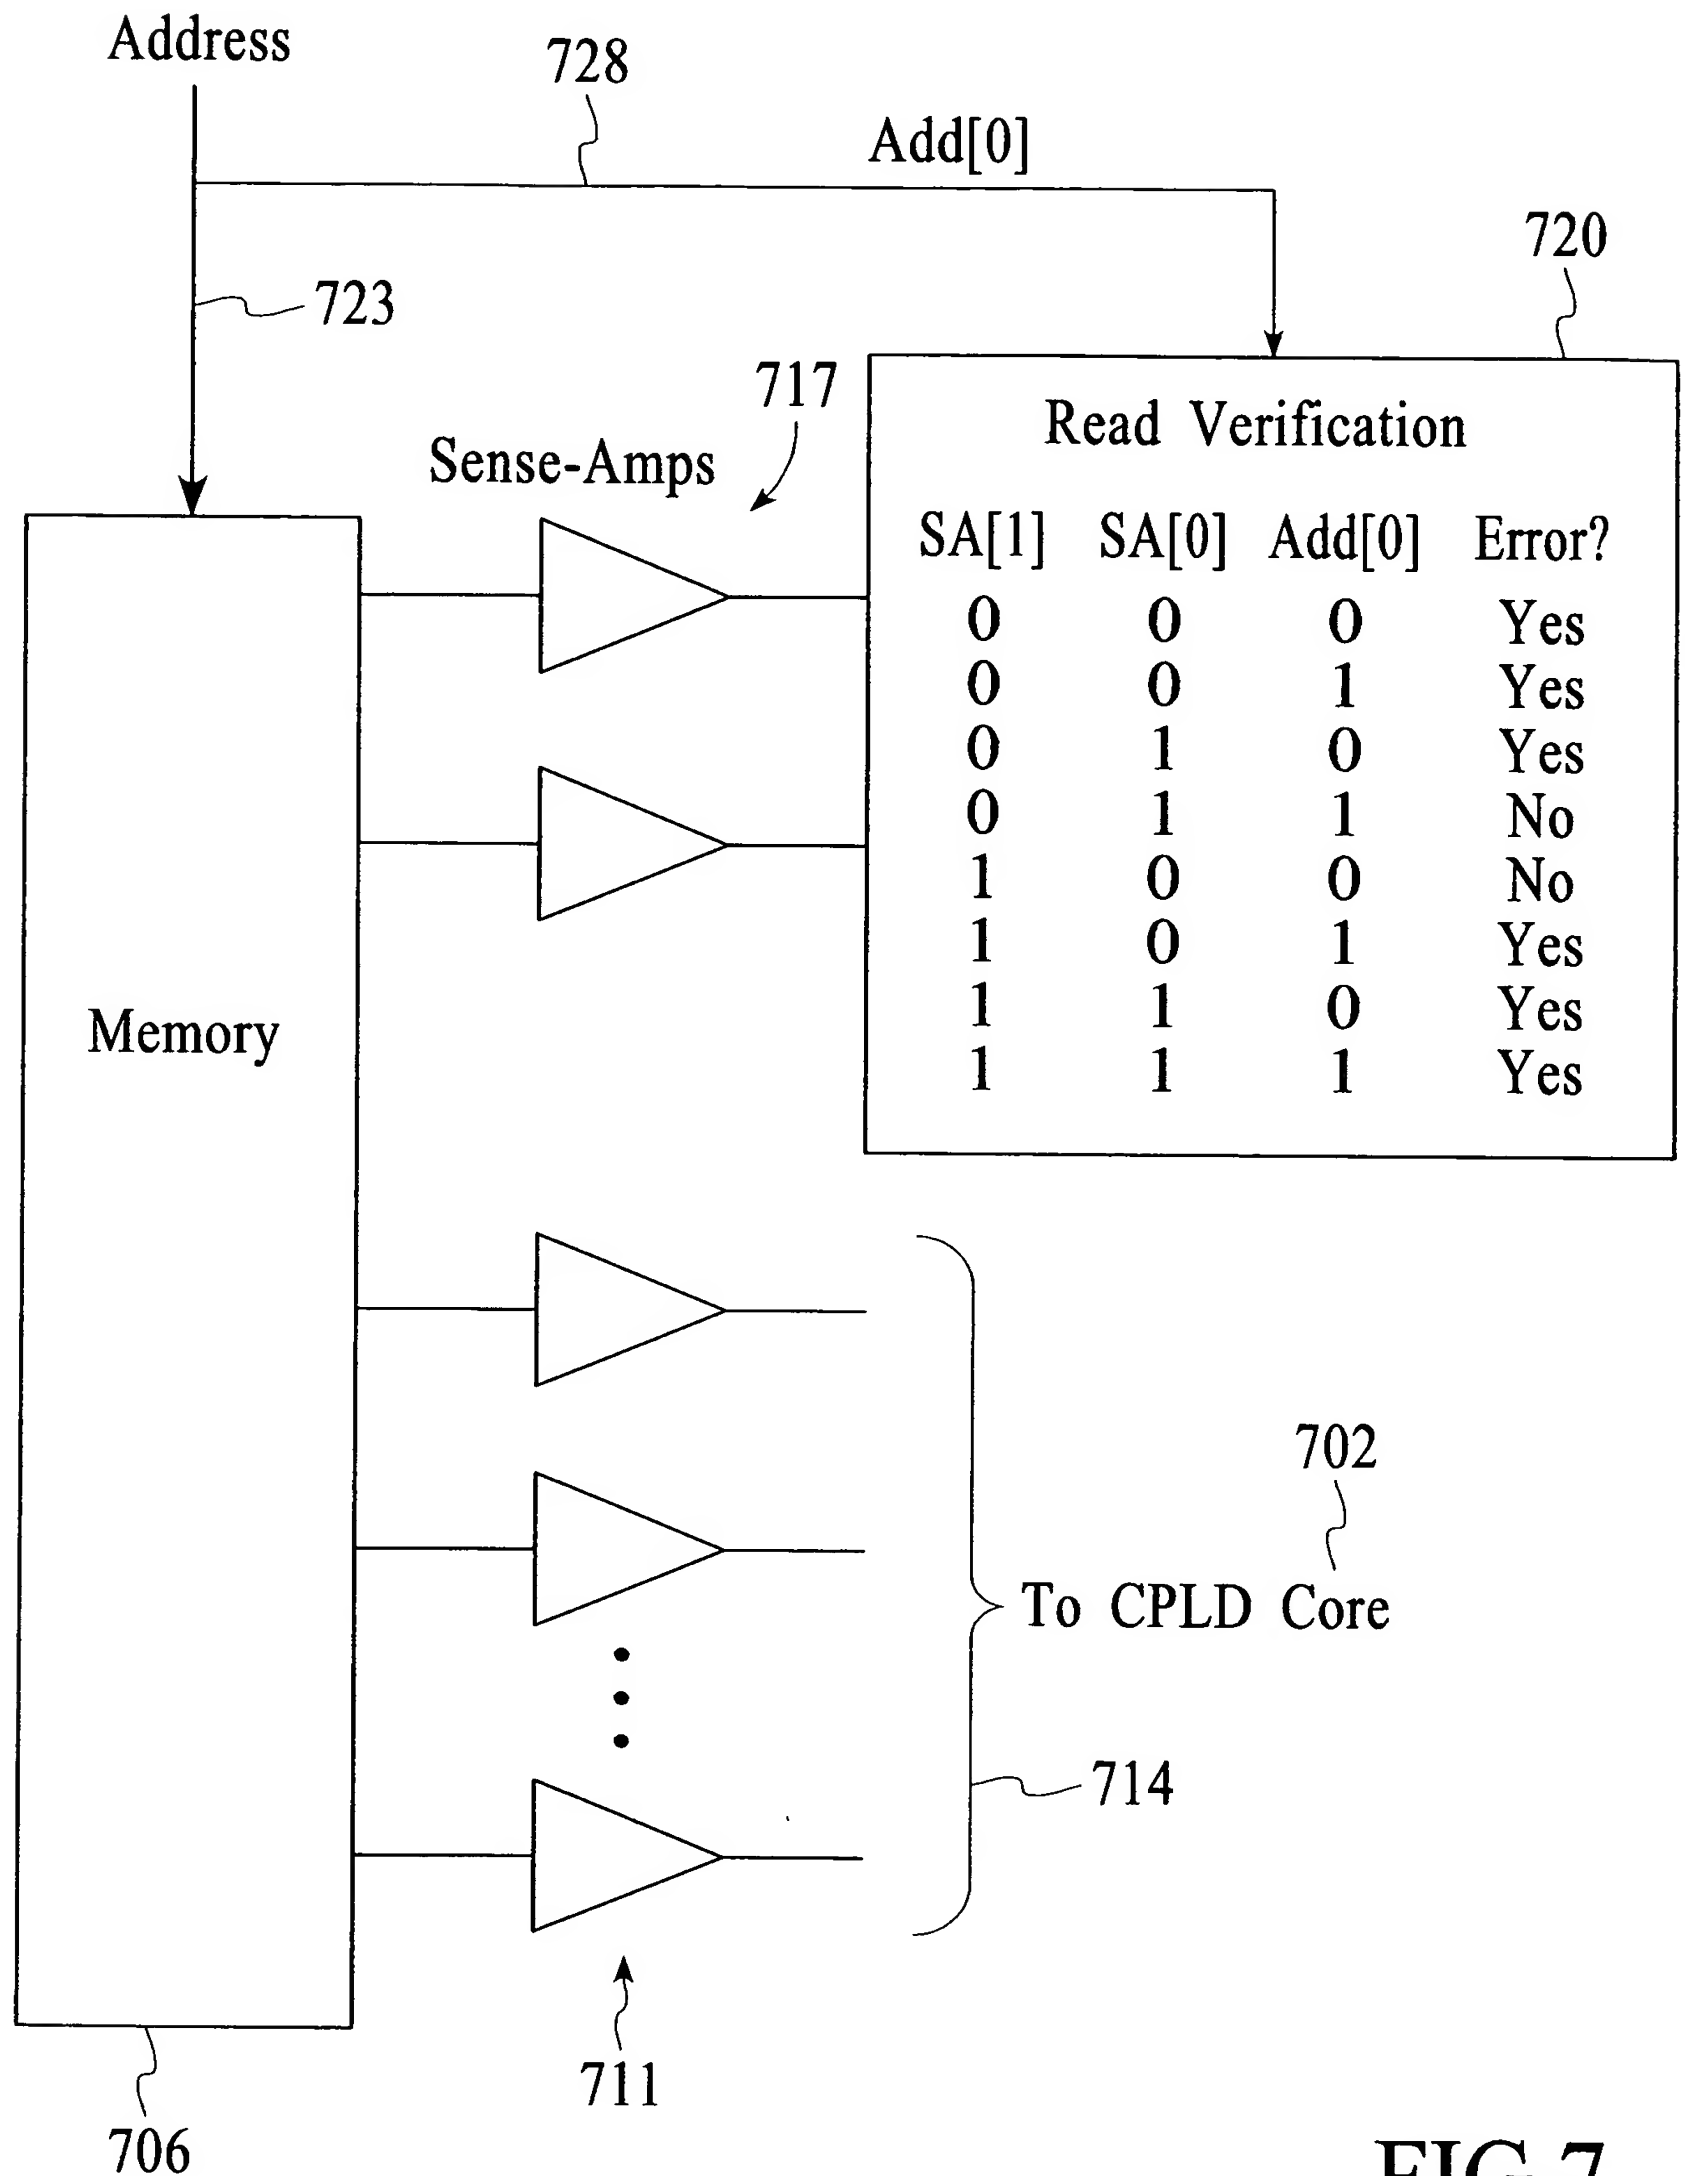 Address
728
Add[0]
720
723
717
Read Verification
Sense-Amps
SA[1] SA[0] Add[0] Error?
0 0 0 Yes
0 0 1 Yes
0 1 0 Yes
0 1 1 No
1 0 0 No
1 0 1 Yes
1 1 0 Yes
1 1 1 Yes
Memory
702
To CPLD Core
714
711
706
FIG. 7